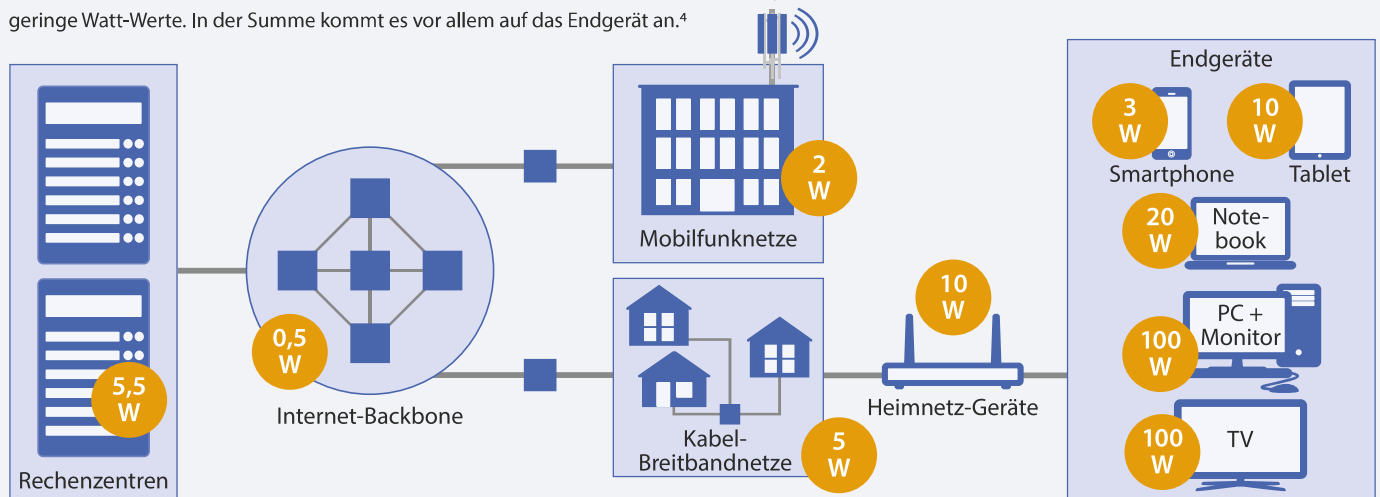 geringe Watt-Werte. In der Summe kommt es vor allem auf das Endgerät an.⁴
5,5
W
Rechenzentren
0,5
W
Internet-Backbone
2
W
Mobilfunknetze
Kabel-
Breitbandnetze
5
W
10
W
Heimnetz-Geräte
Endgeräte
3
W
Smartphone
10
W
Tablet
20
W
Note-
book
100
W
PC +
Monitor
100
W
TV